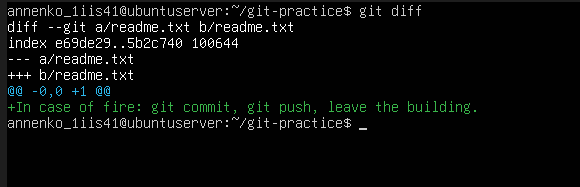 annenko_1iis41@ubuntuserver:~/git-practice$ git diff
diff --git a/readme.txt b/readme.txt
index e69de29..5b2c740 100644
--- a/readme.txt
+++ b/readme.txt
@@ -0,0 +1 @@
+In case of fire: git commit, git push, leave the building.
annenko_1iis41@ubuntuserver:~/git-practice$ _